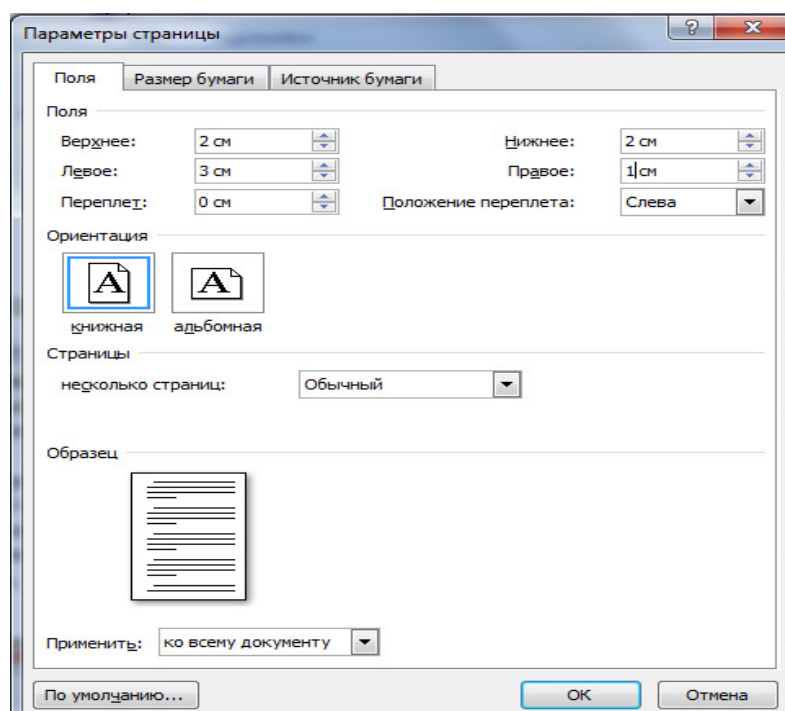 Параметры страницы
Поля Размер бумаги Источник бумаги
Поля
Верхнее: 2 см Нижнее: 2 см
Левое: 3 см Правое: 1 см
Переплет: 0 см Положение переплета: Слева
Ориентация
A A
книжная альбомная
Страницы
несколько страниц: Обычный
Образец
Применить: ко всему документу
По умолчанию... ОК Отмена